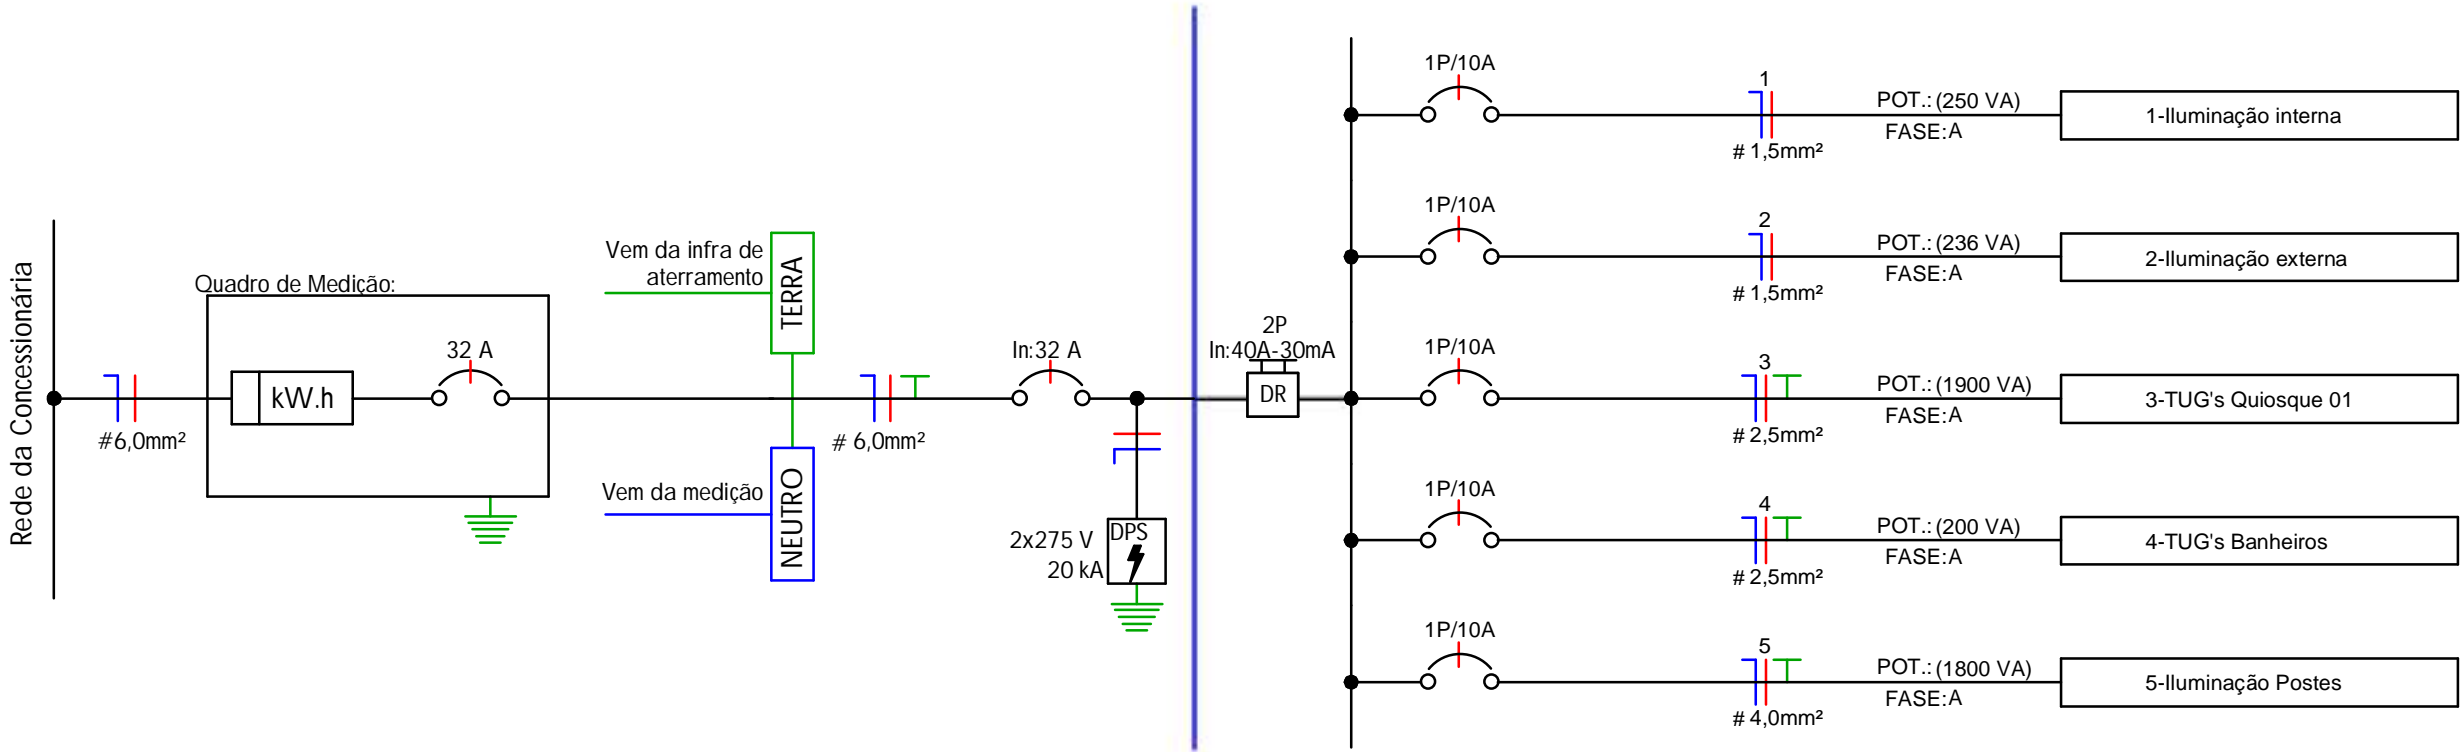 Rede da Concessionária
#6,0mm²
Quadro de Medição:
kW.h
32 A
Vem da infra de
aterramento
TERRA
Vem da medição
NEUTRO
# 6,0mm²
In:32 A
2x275 V
20 kA
DPS
2P
In:40A-30mA
DR
1P/10A
1
# 1,5mm²
POT.: (250 VA)
FASE:A
1-Iluminação interna
1P/10A
2
# 1,5mm²
POT.: (236 VA)
FASE:A
2-Iluminação externa
1P/10A
3
# 2,5mm²
POT.: (1900 VA)
FASE:A
3-TUG's Quiosque 01
1P/10A
4
# 2,5mm²
POT.: (200 VA)
FASE:A
4-TUG's Banheiros
1P/10A
5
# 4,0mm²
POT.: (1800 VA)
FASE:A
5-Iluminação Postes